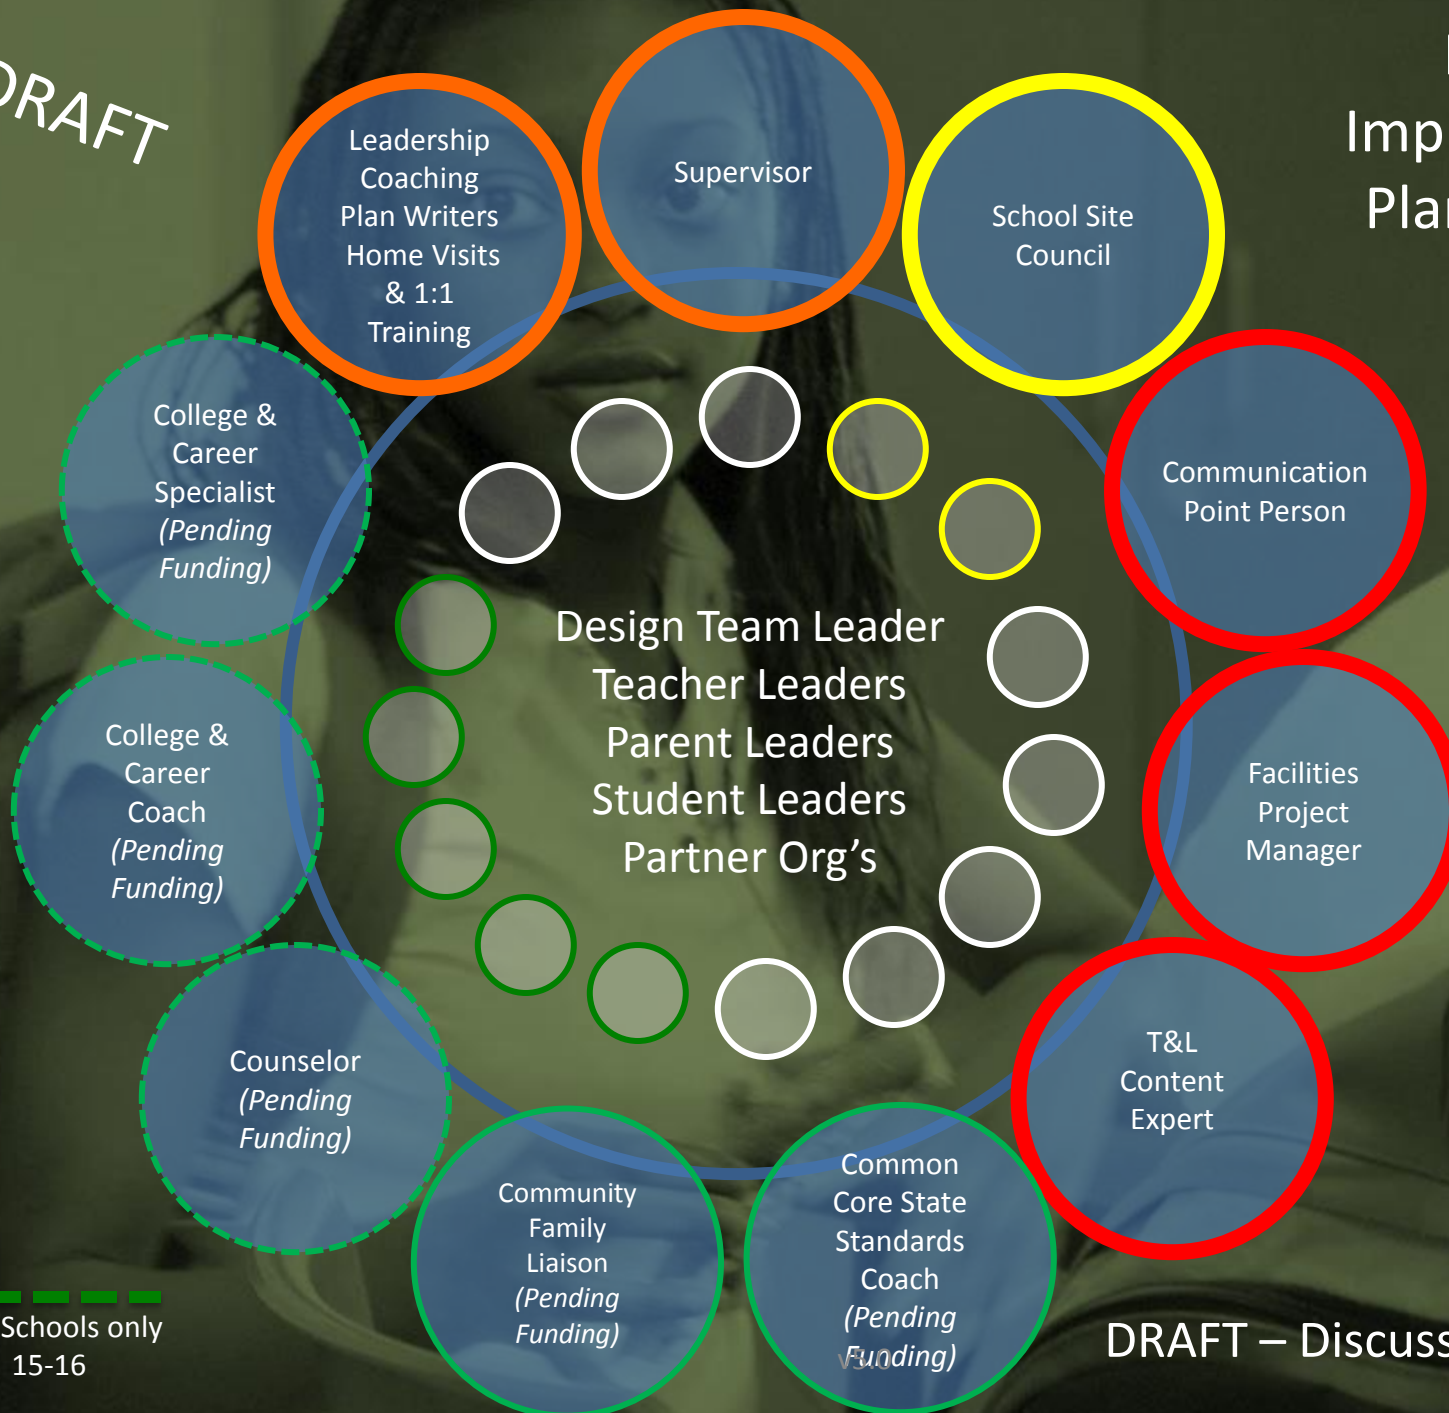 DRAFT
Leadership
Coaching
Plan Writers
Home Visits
& 1:1
Training
Supervisor
School Site
Council
College &
Career
Specialist
(Pending
Funding)
Communication
Point Person
College &
Career
Coach
(Pending
Funding)
Design Team Leader
Teacher Leaders
Parent Leaders
Student Leaders
Partner Org's
Facilities
Project
Manager
Counselor
(Pending
Funding)
T&L
Content
Expert
Community
Family
Liaison
(Pending
Funding)
Common
Core State
Standards
Coach
(Pending
Funding)
v5.0
Schools only
15-16
DRAFT – Discuss